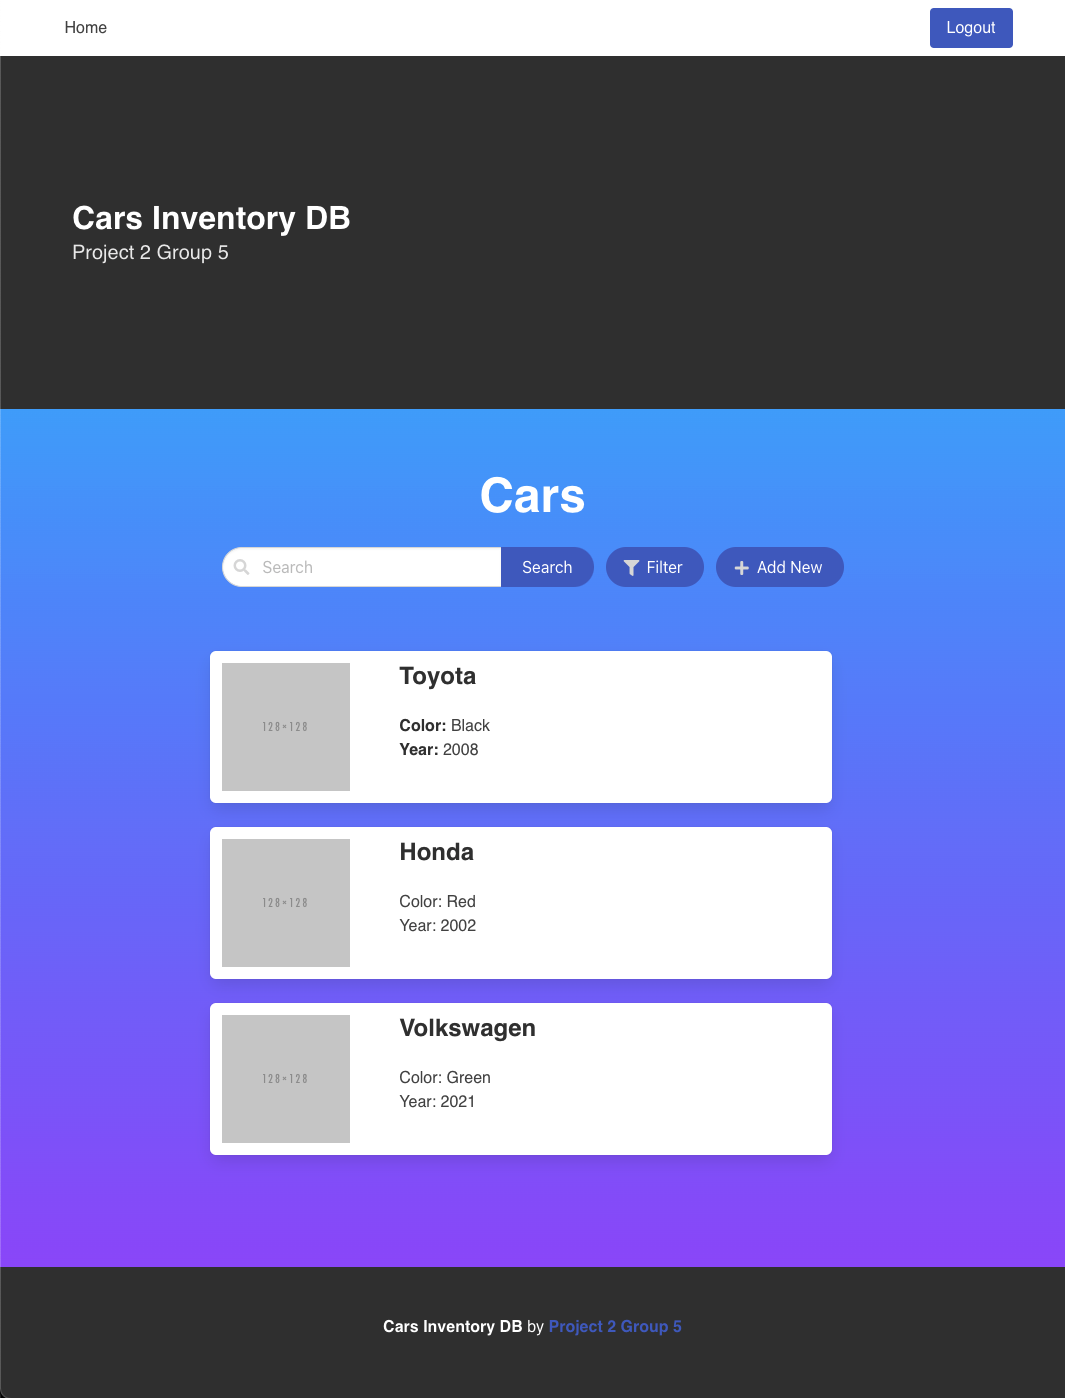 Home
Logout
Cars Inventory DB
Project 2 Group 5
Cars
Search
Search
Filter
Add New
128×128
Toyota
Color: Black
Year: 2008
128×128
Honda
Color: Red
Year: 2002
128×128
Volkswagen
Color: Green
Year: 2021
Cars Inventory DB by Project 2 Group 5